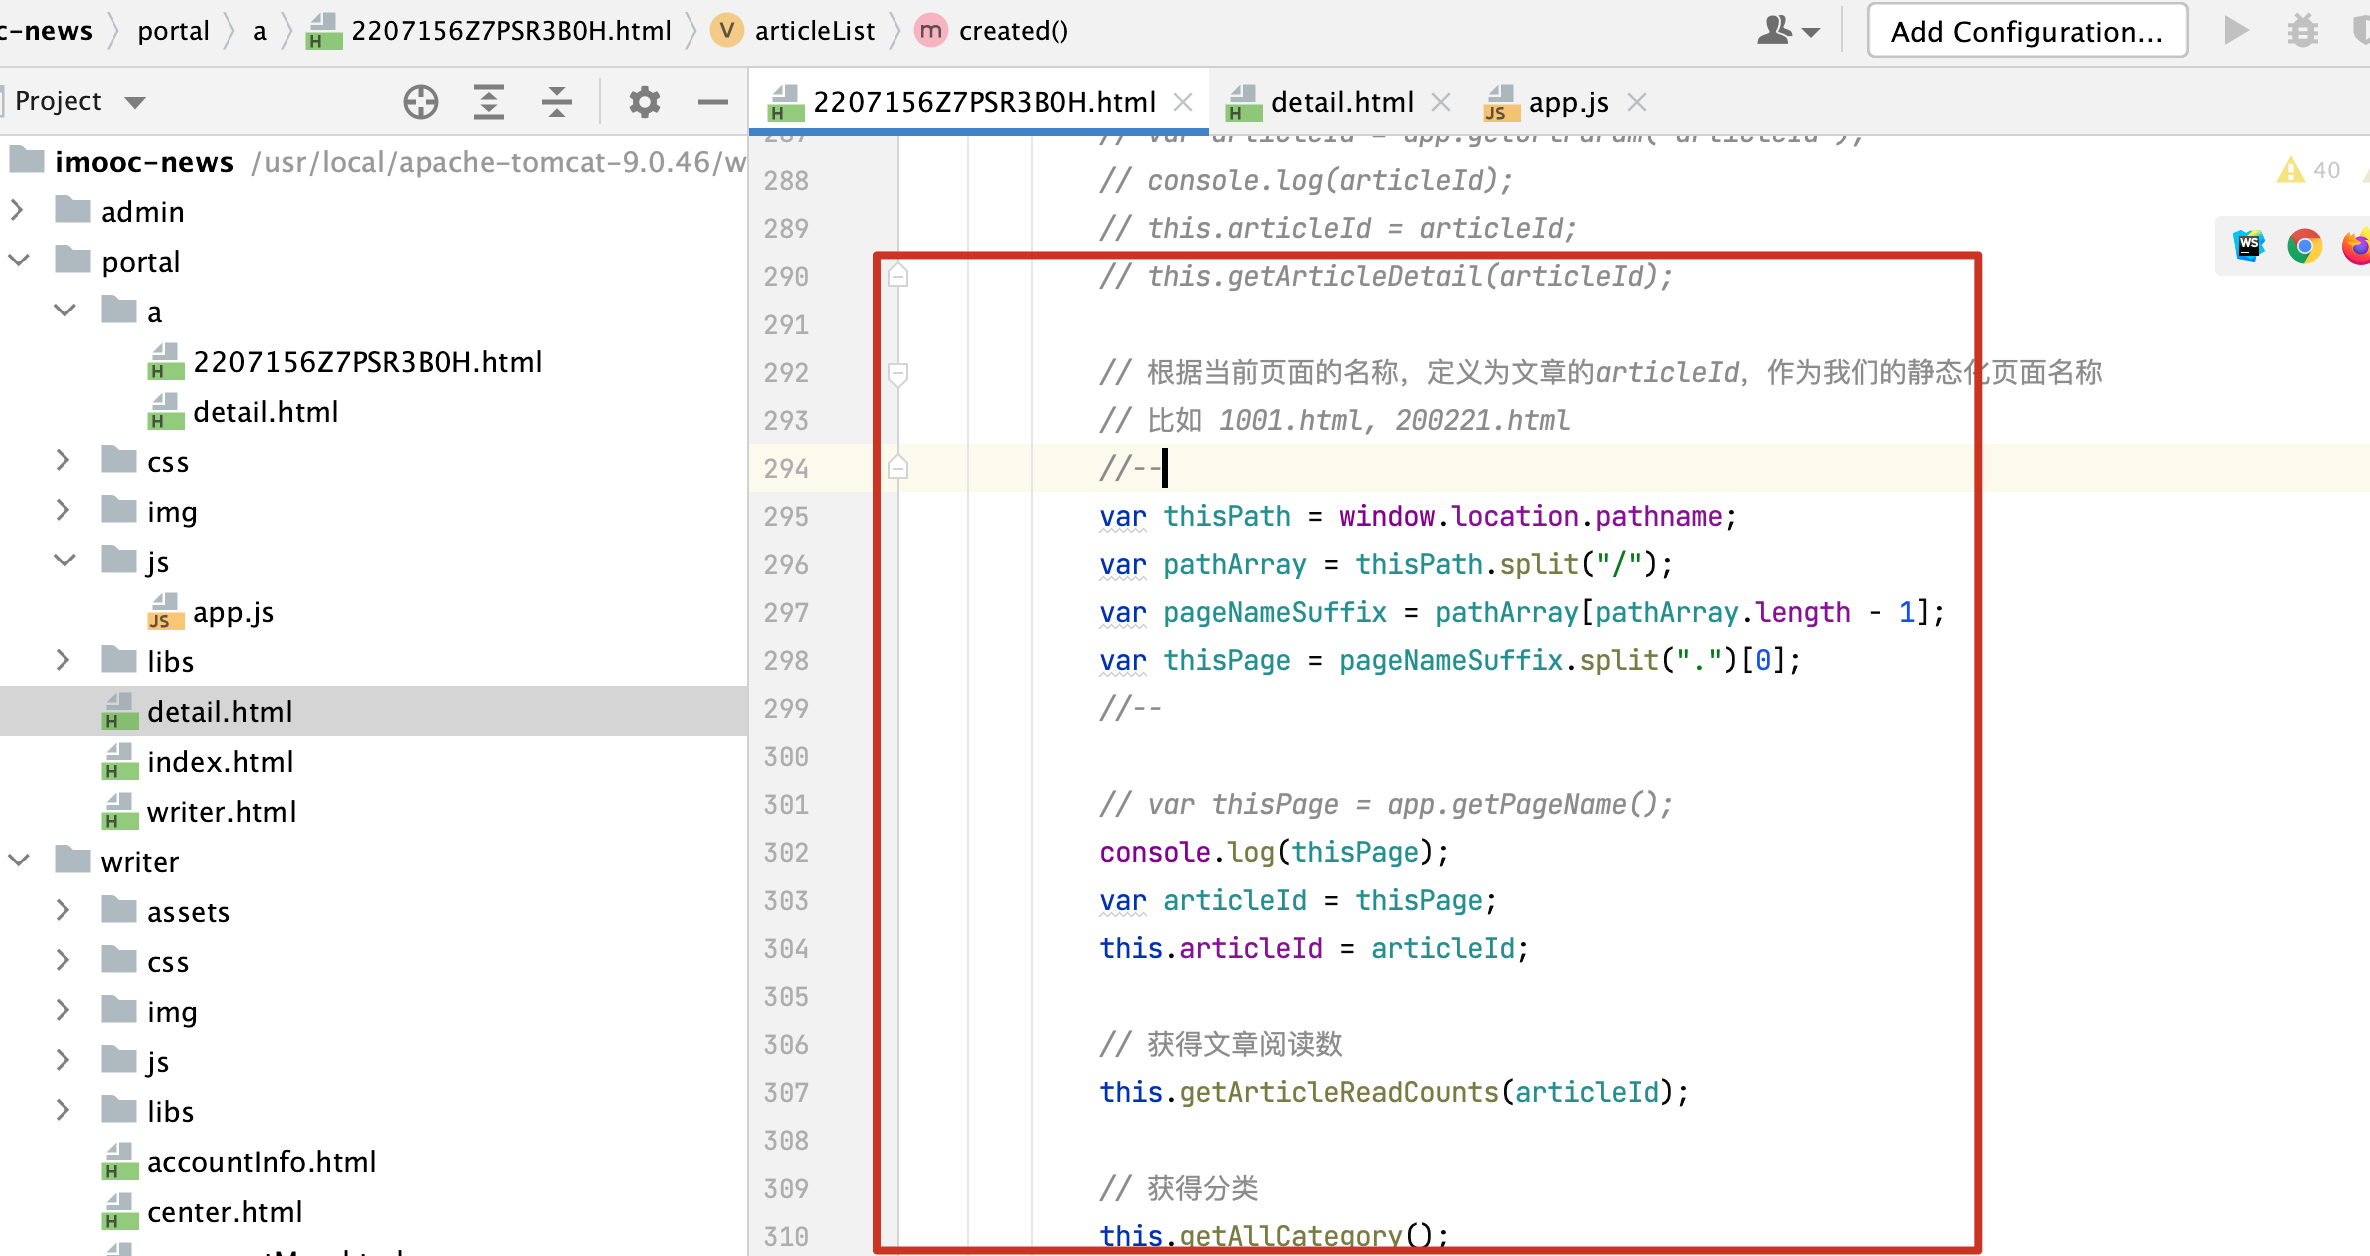 c-news portal a 2207156Z7PSR3B0H.html V articleList m created() Add Configuration...
Project
2207156Z7PSR3B0H.html
detail.html
app.js
imooc-news /usr/local/apache-tomcat-9.0.46/w
admin
portal
a
2207156Z7PSR3B0H.html
detail.html
css
img
js
app.js
libs
detail.html
index.html
writer.html
writer
assets
css
img
js
libs
accountInfo.html
center.html
40
288 // console.log(articleId);
289 // this.articleId = articleId;
290 // this.getArticleDetail(articleId);
291
292 // 根据当前页面的名称，定义为文章的articleId，作为我们的静态化页面名称
293 // 比如 1001.html, 200221.html
294 //--
295 var thisPath = window.location.pathname;
296 var pathArray = thisPath.split("/");
297 var pageNameSuffix = pathArray[pathArray.length - 1];
298 var thisPage = pageNameSuffix.split(".")[0];
299 //--
300
301 // var thisPage = app.getPageName();
302 console.log(thisPage);
303 var articleId = thisPage;
304 this.articleId = articleId;
305
306 // 获得文章阅读数
307 this.getArticleReadCounts(articleId);
308
309 // 获得分类
310 this.getAllCategory();